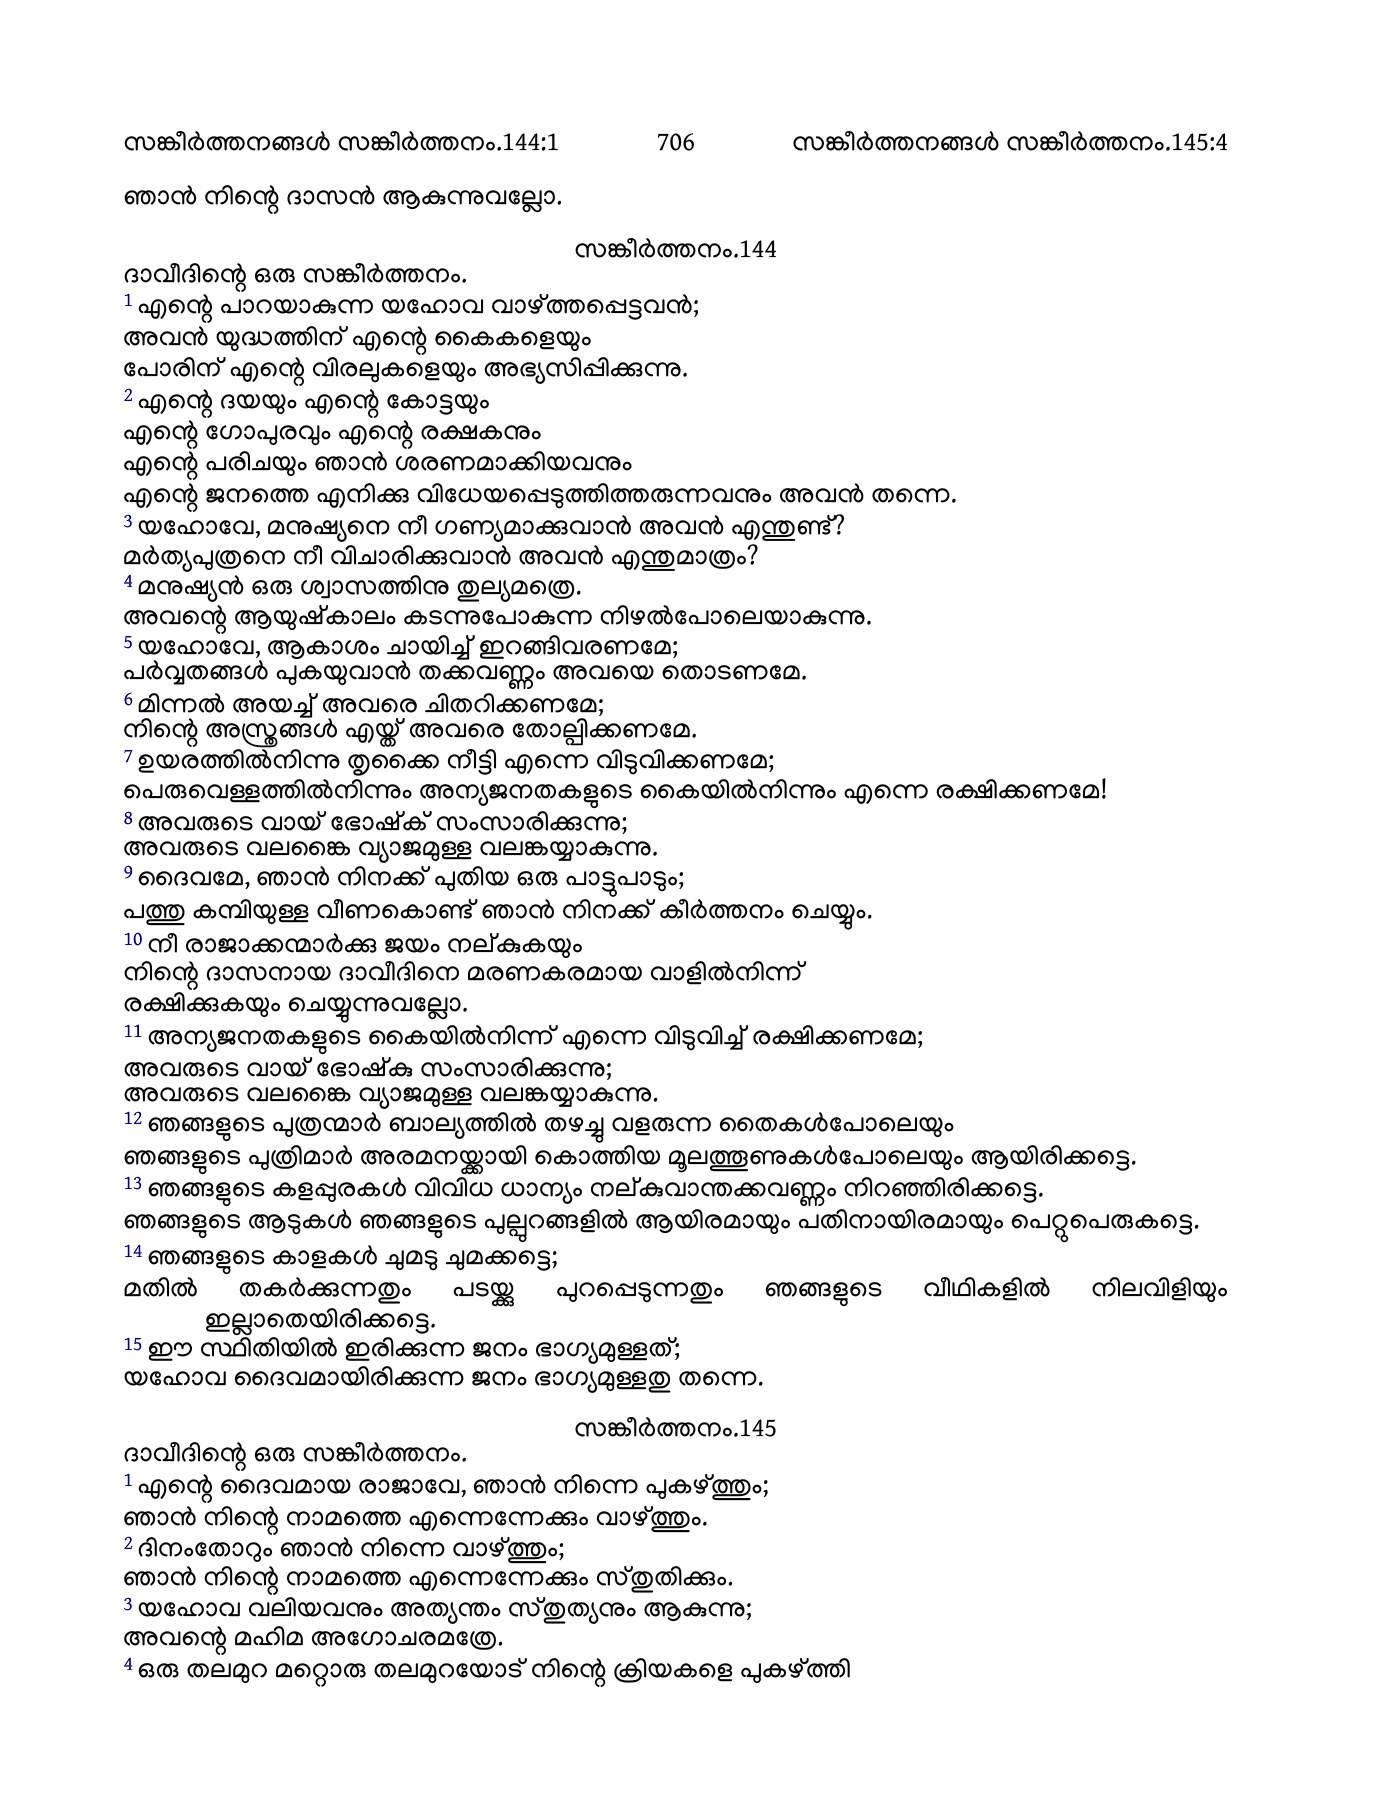 സങ്കീർത്തനങ്ങൾ സങ്കീർത്തനം.144:1 706 സങ്കീർത്തനങ്ങൾ സങ്കീർത്തനം.145:4
ഞാൻ നിന്റെ ദാസൻ ആകുന്നുവല്ലോ.
സങ്കീർത്തനം.144
ദാവീദിന്റെ ഒരു സങ്കീർത്തനം.
1 എന്റെ പാറയാകുന്ന യഹോവ വാഴ്ത്തപ്പെട്ടവൻ;
അവൻ യുദ്ധത്തിന് എന്റെ കൈകളെയും
പോരിന് എന്റെ വിരലുകളെയും അഭ്യസിപ്പിക്കുന്നു.
2 എന്റെ ദയയും എന്റെ കോട്ടയും
എന്റെ ഗോപുരവും എന്റെ രക്ഷകനും
എന്റെ പരിചയും ഞാൻ ശരണമാക്കിയവനും
എന്റെ ജനത്തെ എനിക്കു വിധേയപ്പെടുത്തിത്തരുന്നവനും അവൻ തന്നെ.
3 യഹോവേ, മനുഷ്യനെ നീ ഗണ്യമാക്കുവാൻ അവൻ എന്തുണ്ട്?
മർത്യപുത്രനെ നീ വിചാരിക്കുവാൻ അവൻ എന്തുമാത്രം?
4 മനുഷ്യൻ ഒരു ശ്വാസത്തിനു തുല്യമത്രെ.
അവന്റെ ആയുഷ്കാലം കടന്നുപോകുന്ന നിഴൽപോലെയാകുന്നു.
5 യഹോവേ, ആകാശം ചായിച്ച് ഇറങ്ങിവരണമേ;
പർവ്വതങ്ങൾ പുകയുവാൻ തക്കവണ്ണം അവയെ തൊടണമേ.
6 മിന്നൽ അയച്ച് അവരെ ചിതറിക്കണമേ;
നിന്റെ അസ്ത്രങ്ങൾ എയ്ത് അവരെ തോല്പിക്കണമേ.
7 ഉയരത്തിൽനിന്നു തൃക്കൈ നീട്ടി എന്നെ വിടുവിക്കണമേ;
പെരുവെള്ളത്തിൽനിന്നും അന്യജനതകളുടെ കൈയിൽനിന്നും എന്നെ രക്ഷിക്കണമേ!
8 അവരുടെ വായ് ഭോഷ്ക് സംസാരിക്കുന്നു;
അവരുടെ വലങ്കൈ വ്യാജമുള്ള വലങ്കയ്യാകുന്നു.
9 ദൈവമേ, ഞാൻ നിനക്ക് പുതിയ ഒരു പാട്ടുപാടും;
പത്തു കമ്പിയുള്ള വീണകൊണ്ട് ഞാൻ നിനക്ക് കീർത്തനം ചെയ്യും.
10 നീ രാജാക്കന്മാർക്കു ജയം നല്കുകയും
നിന്റെ ദാസനായ ദാവീദിനെ മരണകരമായ വാളിൽനിന്ന്
രക്ഷിക്കുകയും ചെയ്യുന്നുവല്ലോ.
11 അന്യജനതകളുടെ കൈയിൽനിന്ന് എന്നെ വിടുവിച്ച് രക്ഷിക്കണമേ;
അവരുടെ വായ് ഭോഷ്കു സംസാരിക്കുന്നു;
അവരുടെ വലങ്കൈ വ്യാജമുള്ള വലങ്കയ്യാകുന്നു.
12 ഞങ്ങളുടെ പുത്രന്മാർ ബാല്യത്തിൽ തഴച്ചു വളരുന്ന തൈകൾപോലെയും
ഞങ്ങളുടെ പുത്രിമാർ അരമനയ്ക്കായി കൊത്തിയ മൂലത്തൂണുകൾപോലെയും ആയിരിക്കട്ടെ.
13 ഞങ്ങളുടെ കളപ്പുരകൾ വിവിധ ധാന്യം നല്കുവാന്തക്കവണ്ണം നിറഞ്ഞിരിക്കട്ടെ.
ഞങ്ങളുടെ ആടുകൾ ഞങ്ങളുടെ പുല്പുറങ്ങളിൽ ആയിരമായും പതിനായിരമായും പെറ്റുപെരുകട്ടെ.
14 ഞങ്ങളുടെ കാളകൾ ചുമടു ചുമക്കട്ടെ;
മതിൽ തകർക്കുന്നതും പടയ്ക്കു പുറപ്പെടുന്നതും ഞങ്ങളുടെ വീഥികളിൽ നിലവിളിയും
ഇല്ലാതെയിരിക്കട്ടെ.
15 ഈ സ്ഥിതിയിൽ ഇരിക്കുന്ന ജനം ഭാഗ്യമുള്ളത്;
യഹോവ ദൈവമായിരിക്കുന്ന ജനം ഭാഗ്യമുള്ളതു തന്നെ.
സങ്കീർത്തനം.145
ദാവീദിന്റെ ഒരു സങ്കീർത്തനം.
1 എന്റെ ദൈവമായ രാജാവേ, ഞാൻ നിന്നെ പുകഴ്ത്തും;
ഞാൻ നിന്റെ നാമത്തെ എന്നെന്നേക്കും വാഴ്ത്തും.
2 ദിനംതോറും ഞാൻ നിന്നെ വാഴ്ത്തും;
ഞാൻ നിന്റെ നാമത്തെ എന്നെന്നേക്കും സ്തുതിക്കും.
3 യഹോവ വലിയവനും അത്യന്തം സ്തുത്യനും ആകുന്നു;
അവന്റെ മഹിമ അഗോചരമത്രേ.
4 ഒരു തലമുറ മറ്റൊരു തലമുറയോട് നിന്റെ ക്രിയകളെ പുകഴ്ത്തി